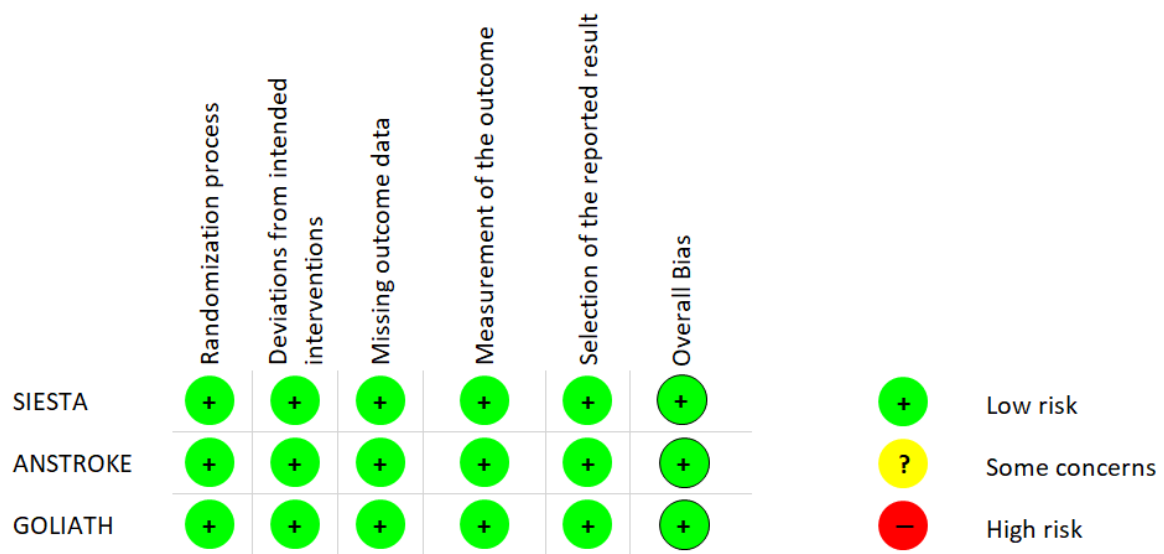 Randomization process
Deviations from intended
interventions
Missing outcome data
Measurement of the outcome
Selection of the reported result
Overall Bias
SIESTA + + + + + +
+ Low risk
ANSTROKE + + + + + +
? Some concerns
GOLIATH + + + + + +
– High risk